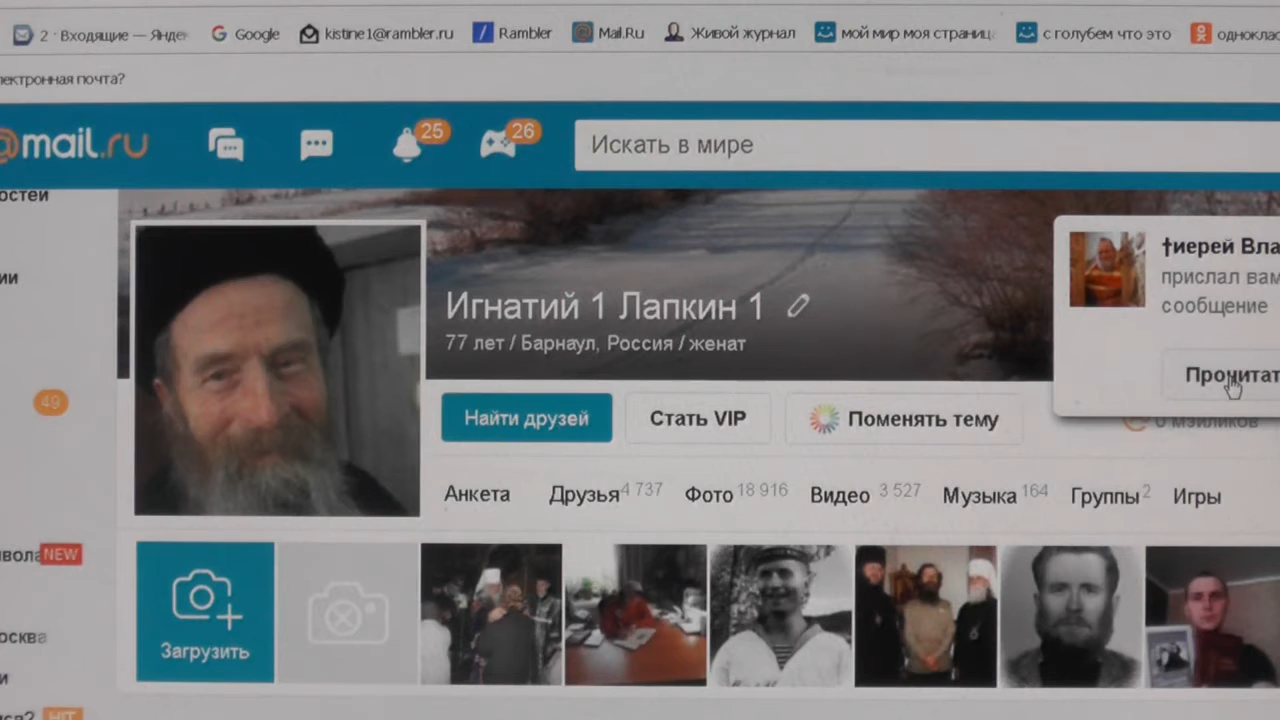 2 · Входящие — Янде
Google
kistine1@rambler.ru
Rambler
Mail.Ru
Живой журнал
мой мир моя страниц
с голубем что это
одноклас
лектронная почта?
@mail.ru
25
26
Искать в мире
остей
ии
49
NEW
осква
и
HIT
Игнатий 1 Лапкин 1
77 лет / Барнаул, Россия / женат
†иерей Вла
прислал вам
сообщение
Прочитат
Найти друзей
Стать VIP
Поменять тему
0 мэйликов
Анкета
Друзья 4 737
Фото 18 916
Видео 3 527
Музыка 164
Группы 2
Игры
Загрузить